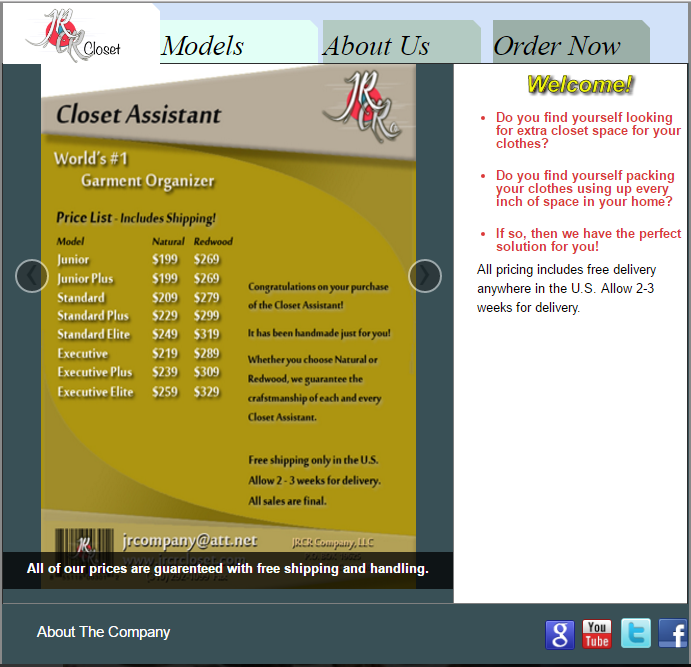 JR
CR Closet
Models
About Us
Order Now
Closet Assistant
JR
CR Co
World's #1
Garment Organizer
Price List - Includes Shipping!
Model Natural Redwood
Junior $199 $269
Junior Plus $199 $269
Standard $209 $279
Standard Plus $229 $299
Standard Elite $249 $319
Executive $219 $289
Executive Plus $239 $309
Executive Elite $259 $329
Congratulations on your purchase
of the Closet Assistant!
It has been handmade just for you!
Whether you choose Natural or
Redwood, we guarantee the
crafstmanship of each and every
Closet Assistant.
Free shipping only in the U.S.
Allow 2 - 3 weeks for delivery.
All sales are final.
jrcompany@att.net
JRCR Company, LLC
All of our prices are guarenteed with free shipping and handling.
Welcome!
• Do you find yourself looking
for extra closet space for your
clothes?
• Do you find yourself packing
your clothes using up every
inch of space in your home?
• If so, then we have the perfect
solution for you!
All pricing includes free delivery
anywhere in the U.S. Allow 2-3
weeks for delivery.
About The Company
g
You
Tube
t
f